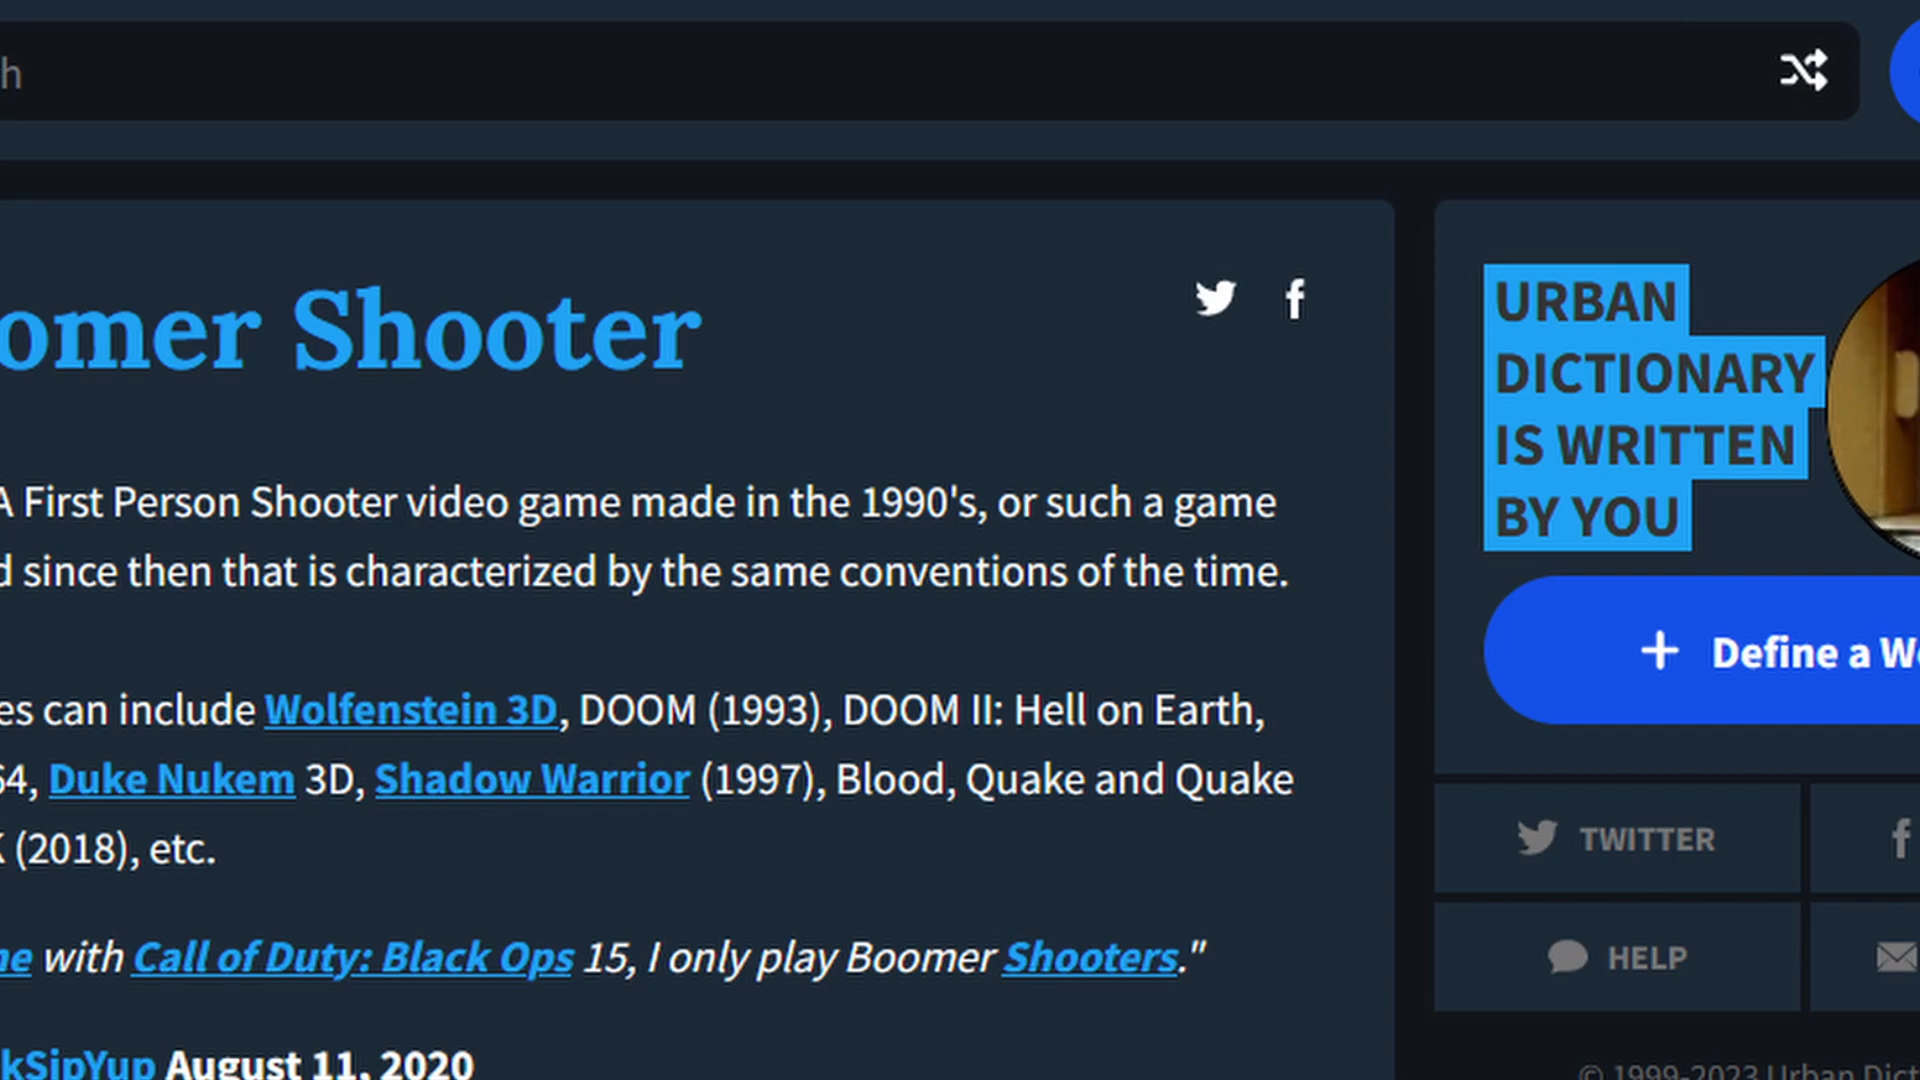 h
omer Shooter
A First Person Shooter video game made in the 1990's, or such a game
d since then that is characterized by the same conventions of the time.
es can include Wolfenstein 3D, DOOM (1993), DOOM II: Hell on Earth,
64, Duke Nukem 3D, Shadow Warrior (1997), Blood, Quake and Quake
K (2018), etc.
ne with Call of Duty: Black Ops 15, I only play Boomer Shooters."
kSipYup August 11, 2020
URBAN
DICTIONARY
IS WRITTEN
BY YOU
+ Define a W
TWITTER
HELP
© 1999-2023 Urban Dict